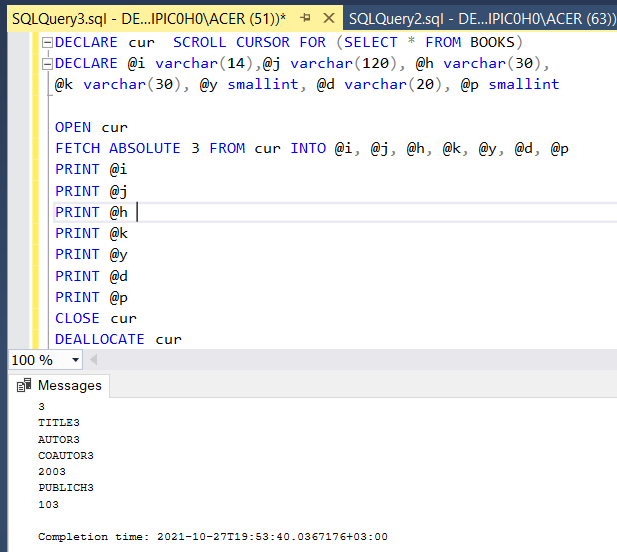 SQLQuery3.sql - DE...IPIC0H0\ACER (51))* SQLQuery2.sql - DE...IPIC0H0\ACER (63))
DECLARE cur  SCROLL CURSOR FOR (SELECT * FROM BOOKS)
DECLARE @i varchar(14),@j varchar(120), @h varchar(30),
@k varchar(30), @y smallint, @d varchar(20), @p smallint
OPEN cur
FETCH ABSOLUTE 3 FROM cur INTO @i, @j, @h, @k, @y, @d, @p
PRINT @i
PRINT @j
PRINT @h
PRINT @k
PRINT @y
PRINT @d
PRINT @p
CLOSE cur
DEALLOCATE cur
100 %
Messages
3
TITLE3
AUTOR3
COAUTOR3
2003
PUBLICH3
103
Completion time: 2021-10-27T19:53:40.0367176+03:00